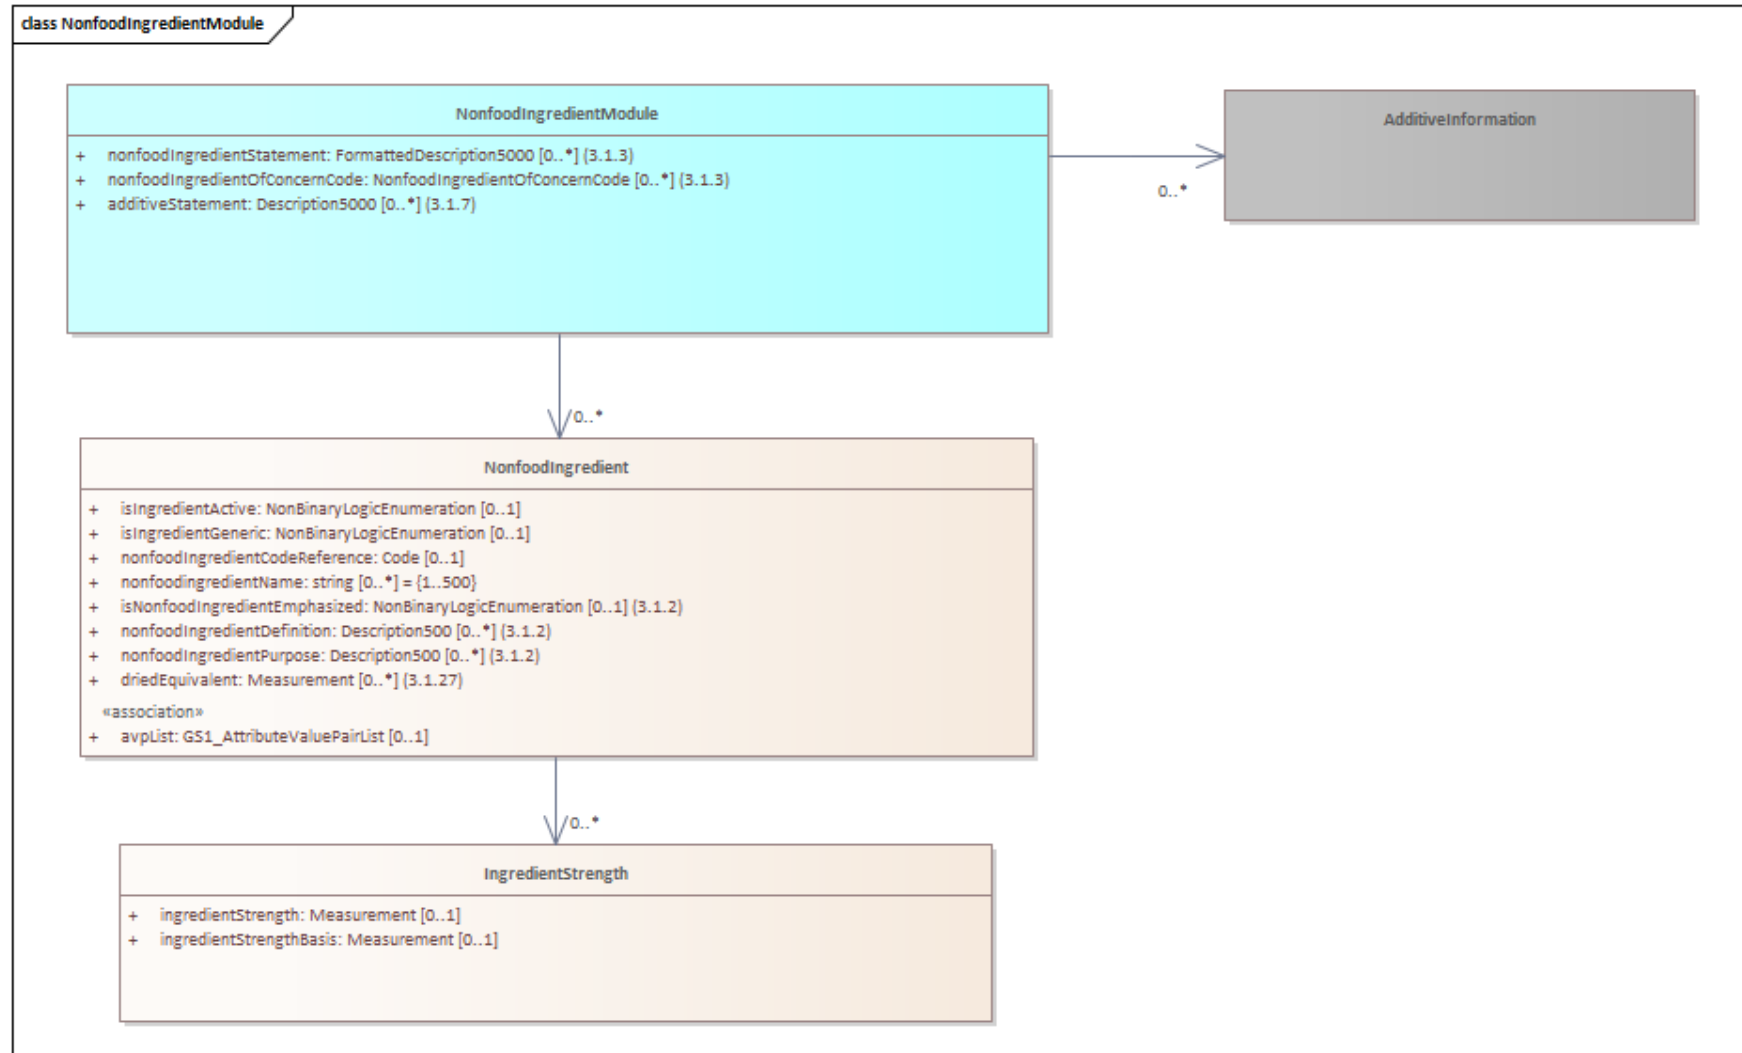 class NonfoodIngredientModule
NonfoodIngredientModule
+ nonfoodIngredientStatement: FormattedDescription5000 [0..*] {3.1.3}
+ nonfoodIngredientOfConcernCode: NonfoodIngredientOfConcernCode [0..*] {3.1.3}
+ additiveStatement: Description5000 [0..*] {3.1.7}
AdditiveInformation
0..*
0..*
NonfoodIngredient
+ isIngredientActive: NonBinaryLogicEnumeration [0..1]
+ isIngredientGeneric: NonBinaryLogicEnumeration [0..1]
+ nonfoodIngredientCodeReference: Code [0..1]
+ nonfoodingredientName: string [0..*] = {1..500}
+ isNonfoodIngredientEmphasized: NonBinaryLogicEnumeration [0..1] {3.1.2}
+ nonfoodIngredientDefinition: Description500 [0..*] {3.1.2}
+ nonfoodIngredientPurpose: Description500 [0..*] {3.1.2}
+ driedEquivalent: Measurement [0..*] {3.1.27}
«association»
+ avpList: GS1_AttributeValuePairList [0..1]
0..*
IngredientStrength
+ ingredientStrength: Measurement [0..1]
+ ingredientStrengthBasis: Measurement [0..1]